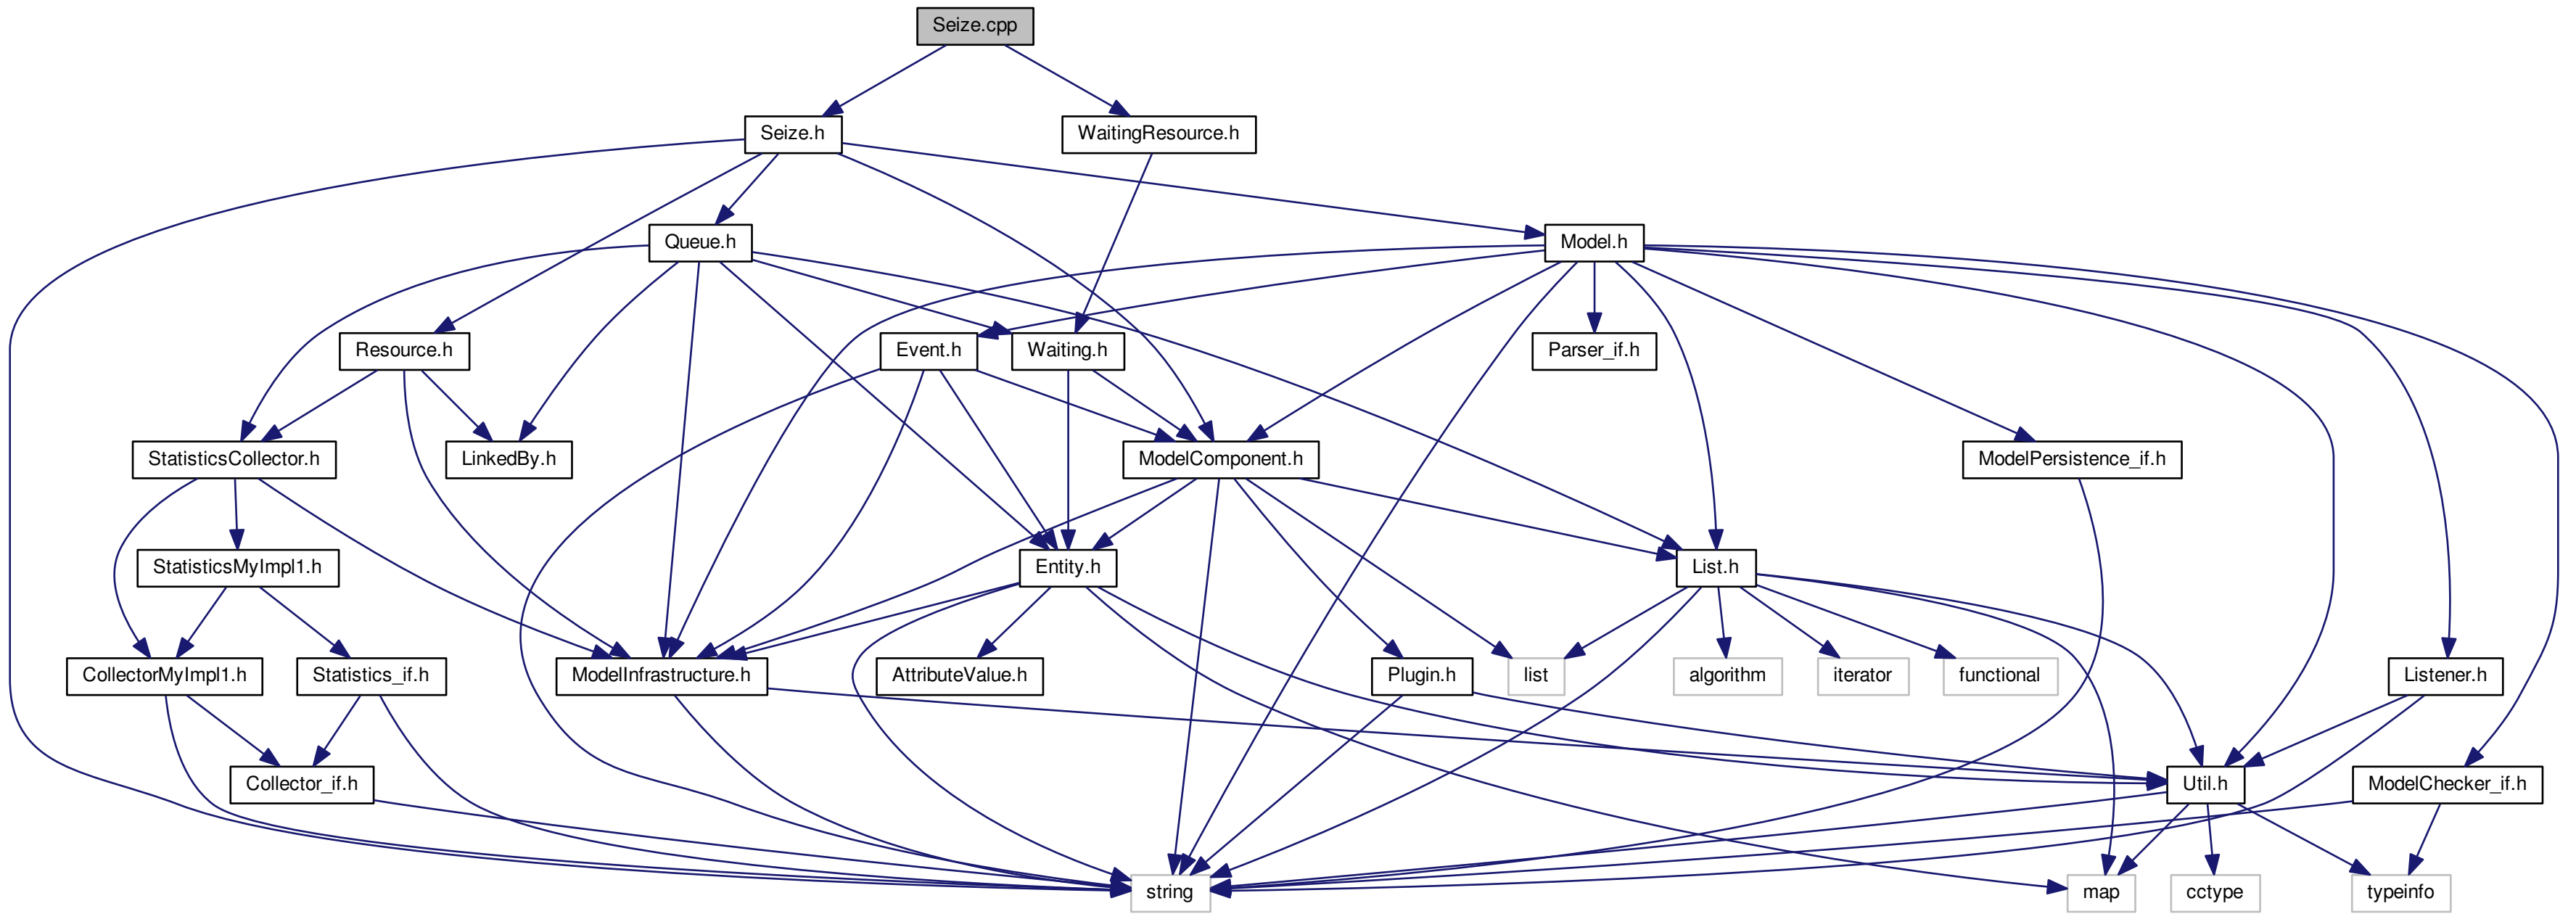 Seize.cpp
Seize.h
WaitingResource.h
Queue.h
Model.h
Resource.h
Event.h
Waiting.h
Parser_if.h
StatisticsCollector.h
LinkedBy.h
ModelComponent.h
ModelPersistence_if.h
StatisticsMyImpl1.h
Entity.h
List.h
CollectorMyImpl1.h
Statistics_if.h
ModelInfrastructure.h
AttributeValue.h
Plugin.h
list
algorithm
iterator
functional
Listener.h
Collector_if.h
Util.h
ModelChecker_if.h
string
map
cctype
typeinfo